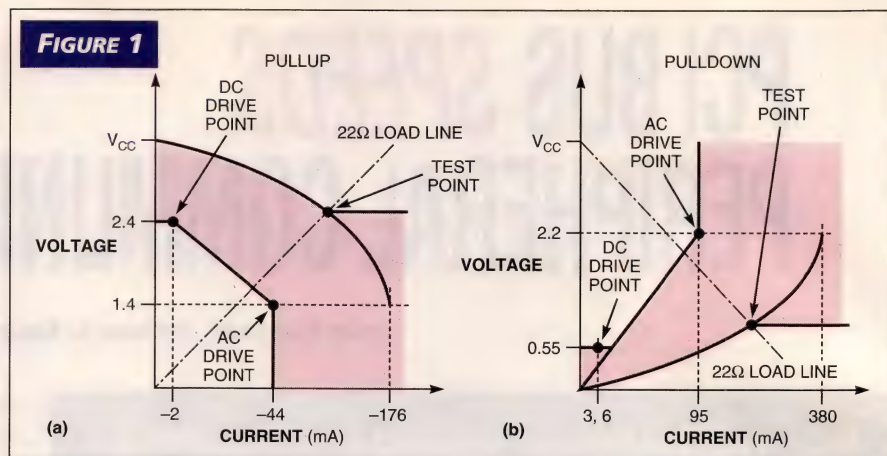 FIGURE 1
PULLUP
DC
DRIVE
POINT
22Ω LOAD LINE
TEST
POINT
VCC
2.4
VOLTAGE
1.4
AC
DRIVE
POINT
–2
–44
–176
(a)
CURRENT (mA)
PULLDOWN
TEST
POINT
AC
DRIVE
POINT
VCC
2.2
DC
VOLTAGE
DRIVE
POINT
0.55
22Ω LOAD LINE
3, 6
95
380
(b)
CURRENT (mA)